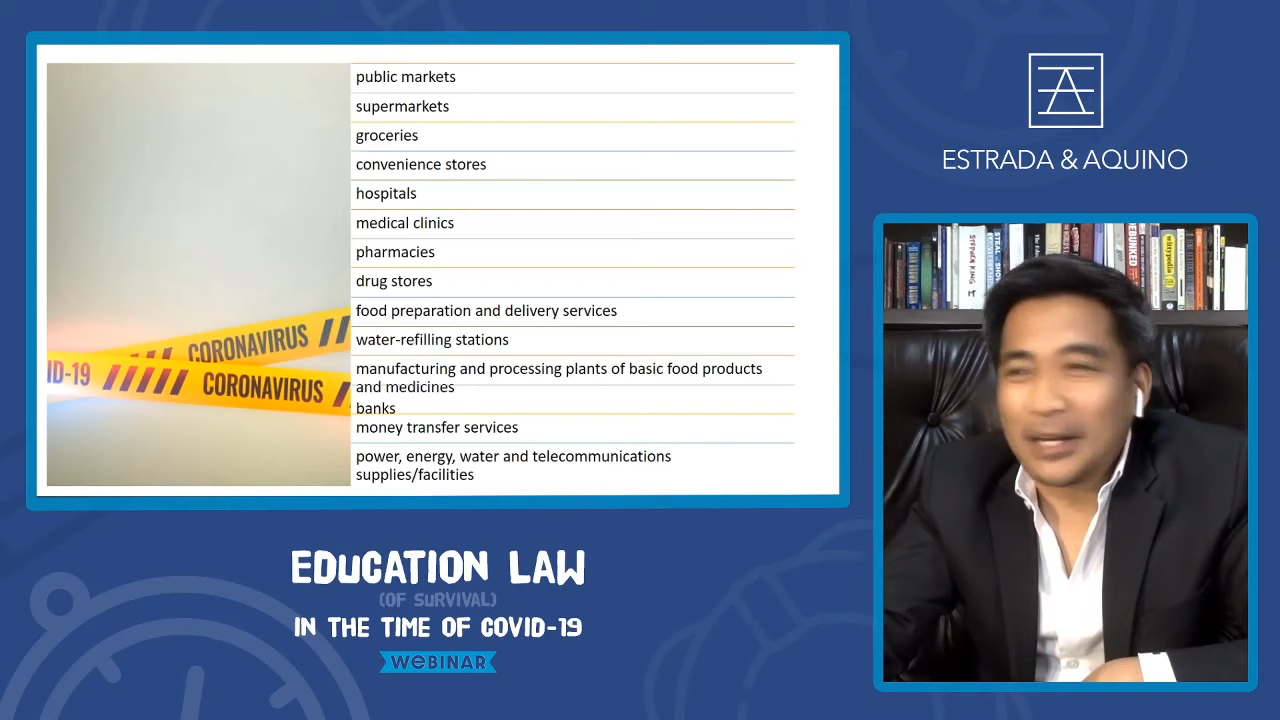 public markets
supermarkets
groceries
convenience stores
hospitals
medical clinics
pharmacies
drug stores
food preparation and delivery services
water-refilling stations
manufacturing and processing plants of basic food products
and medicines
banks
money transfer services
power, energy, water and telecommunications
supplies/facilities
CORONAVIRUS
ID-19
CORONAVIRUS
EDUCATION LAW
(OF SURVIVAL)
IN THE TIME OF COVID-19
WEBINAR
ESTRADA & AQUINO
STEPHEN KING IT